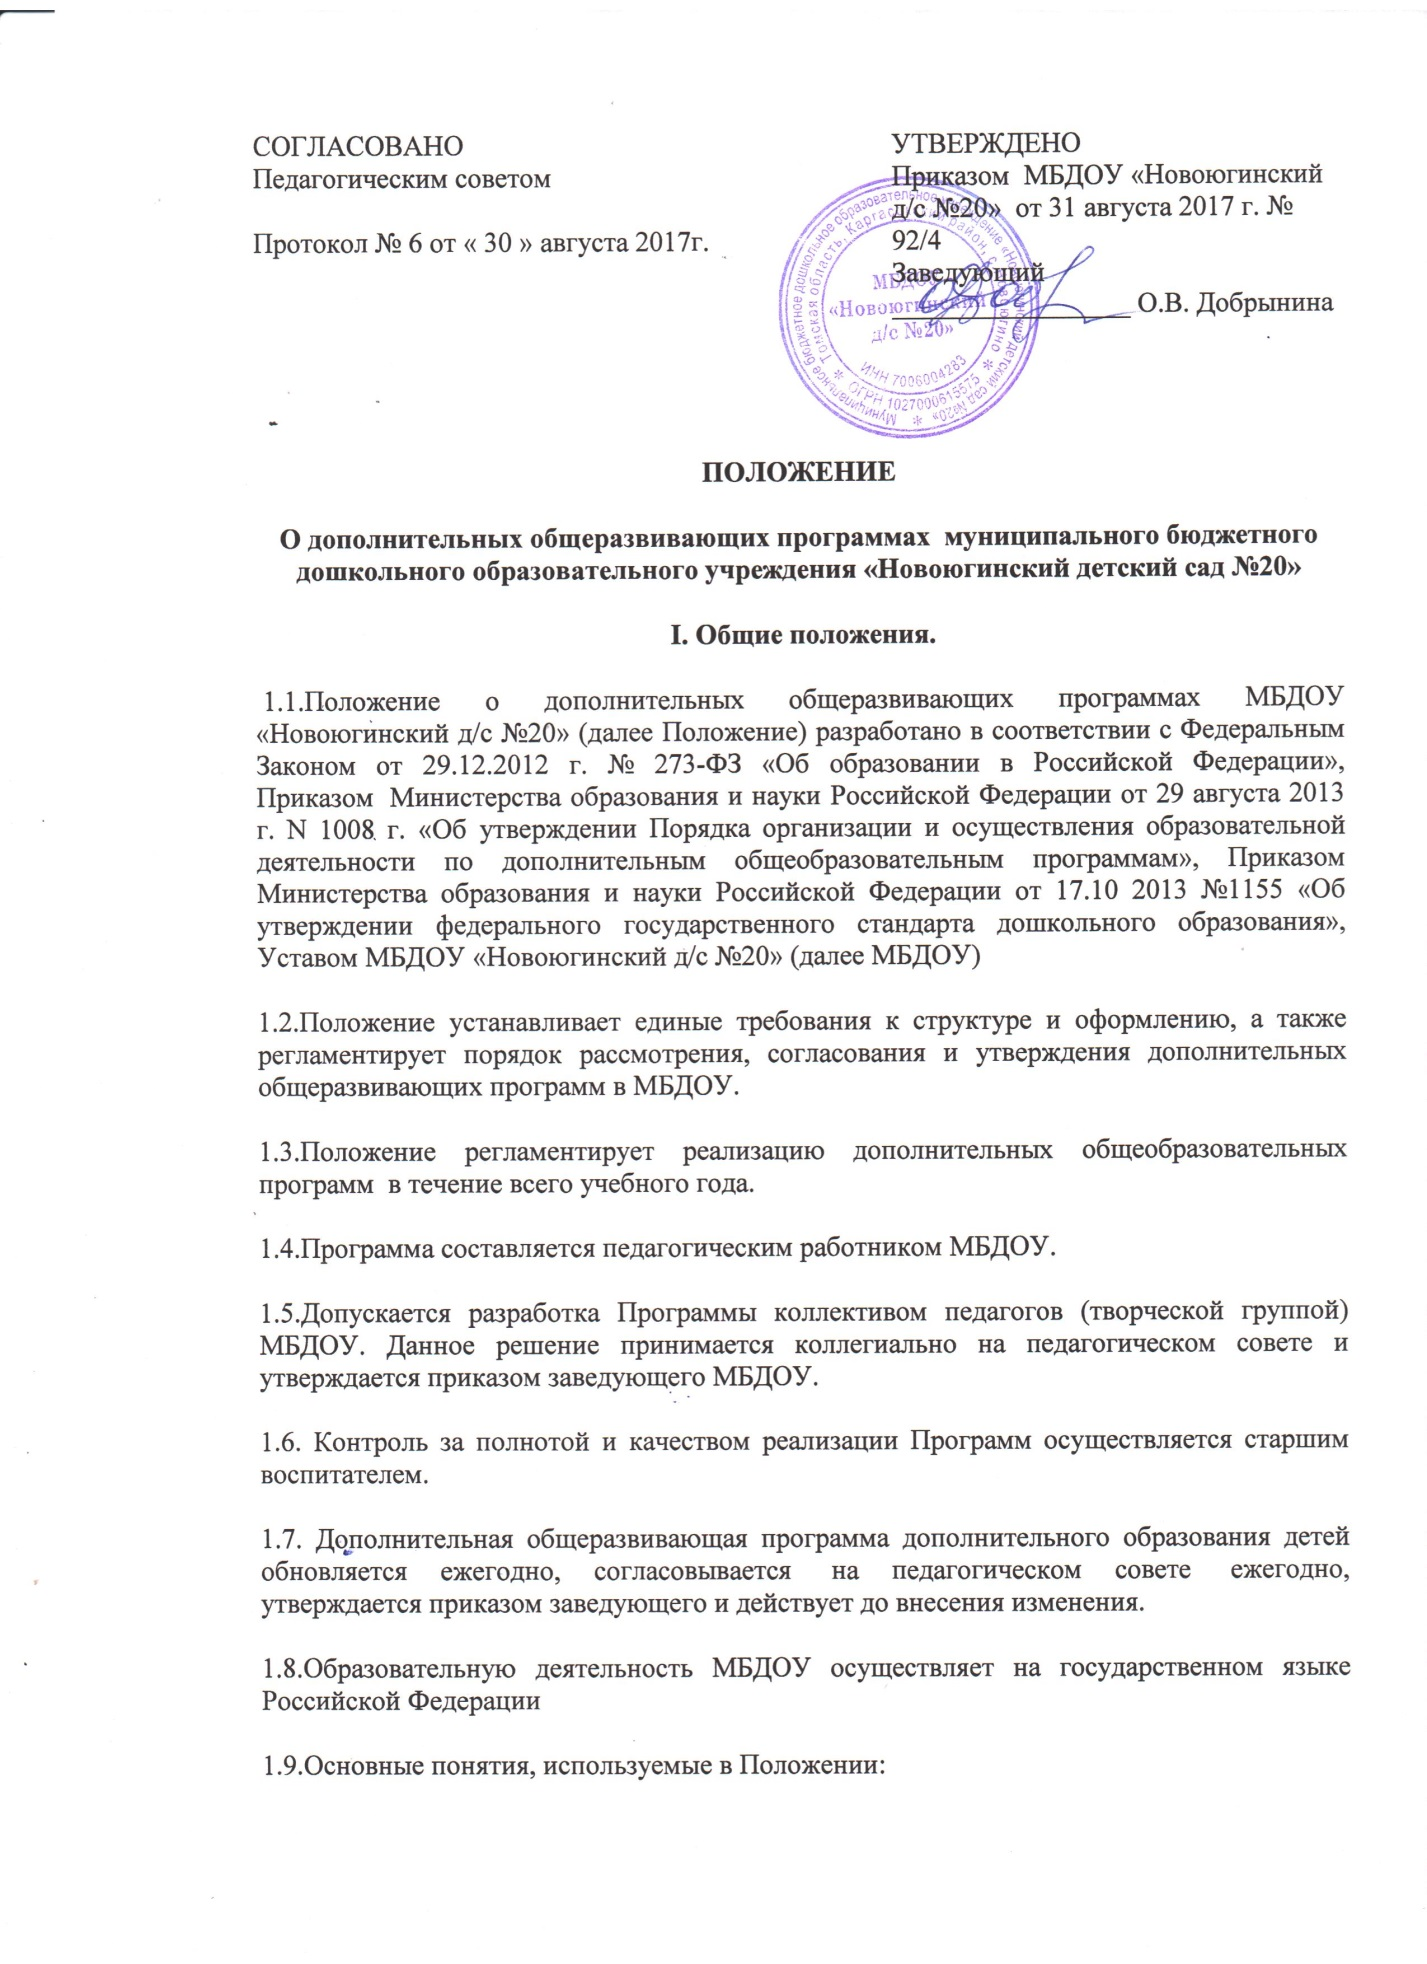 СОГЛАСОВАНО
Педагогическим советом
Протокол № 6 от « 30 » августа 2017г.
УТВЕРЖДЕНО
Приказом МБДОУ «Новоюгинский
д/с №20» от 31 августа 2017 г. №
92/4
Заведующий
О.В. Добрынина
МБДОУ
«Новоюгинский
д/с №20»
ИНН 7006004283
ОГРН 1027000615575
ПОЛОЖЕНИЕ
О дополнительных общеразвивающих программах муниципального бюджетного
дошкольного образовательного учреждения «Новоюгинский детский сад №20»
I. Общие положения.
1.1.Положение о дополнительных общеразвивающих программах МБДОУ
«Новоюгинский д/с №20» (далее Положение) разработано в соответствии с Федеральным
Законом от 29.12.2012 г. № 273-ФЗ «Об образовании в Российской Федерации»,
Приказом Министерства образования и науки Российской Федерации от 29 августа 2013
г. N 1008 г. «Об утверждении Порядка организации и осуществления образовательной
деятельности по дополнительным общеобразовательным программам», Приказом
Министерства образования и науки Российской Федерации от 17.10 2013 №1155 «Об
утверждении федерального государственного стандарта дошкольного образования»,
Уставом МБДОУ «Новоюгинский д/с №20» (далее МБДОУ)
1.2.Положение устанавливает единые требования к структуре и оформлению, а также
регламентирует порядок рассмотрения, согласования и утверждения дополнительных
общеразвивающих программ в МБДОУ.
1.3.Положение регламентирует реализацию дополнительных общеобразовательных
программ в течение всего учебного года.
1.4.Программа составляется педагогическим работником МБДОУ.
1.5.Допускается разработка Программы коллективом педагогов (творческой группой)
МБДОУ. Данное решение принимается коллегиально на педагогическом совете и
утверждается приказом заведующего МБДОУ.
1.6. Контроль за полнотой и качеством реализации Программ осуществляется старшим
воспитателем.
1.7. Дополнительная общеразвивающая программа дополнительного образования детей
обновляется ежегодно, согласовывается на педагогическом совете ежегодно,
утверждается приказом заведующего и действует до внесения изменения.
1.8.Образовательную деятельность МБДОУ осуществляет на государственном языке
Российской Федерации
1.9.Основные понятия, используемые в Положении: